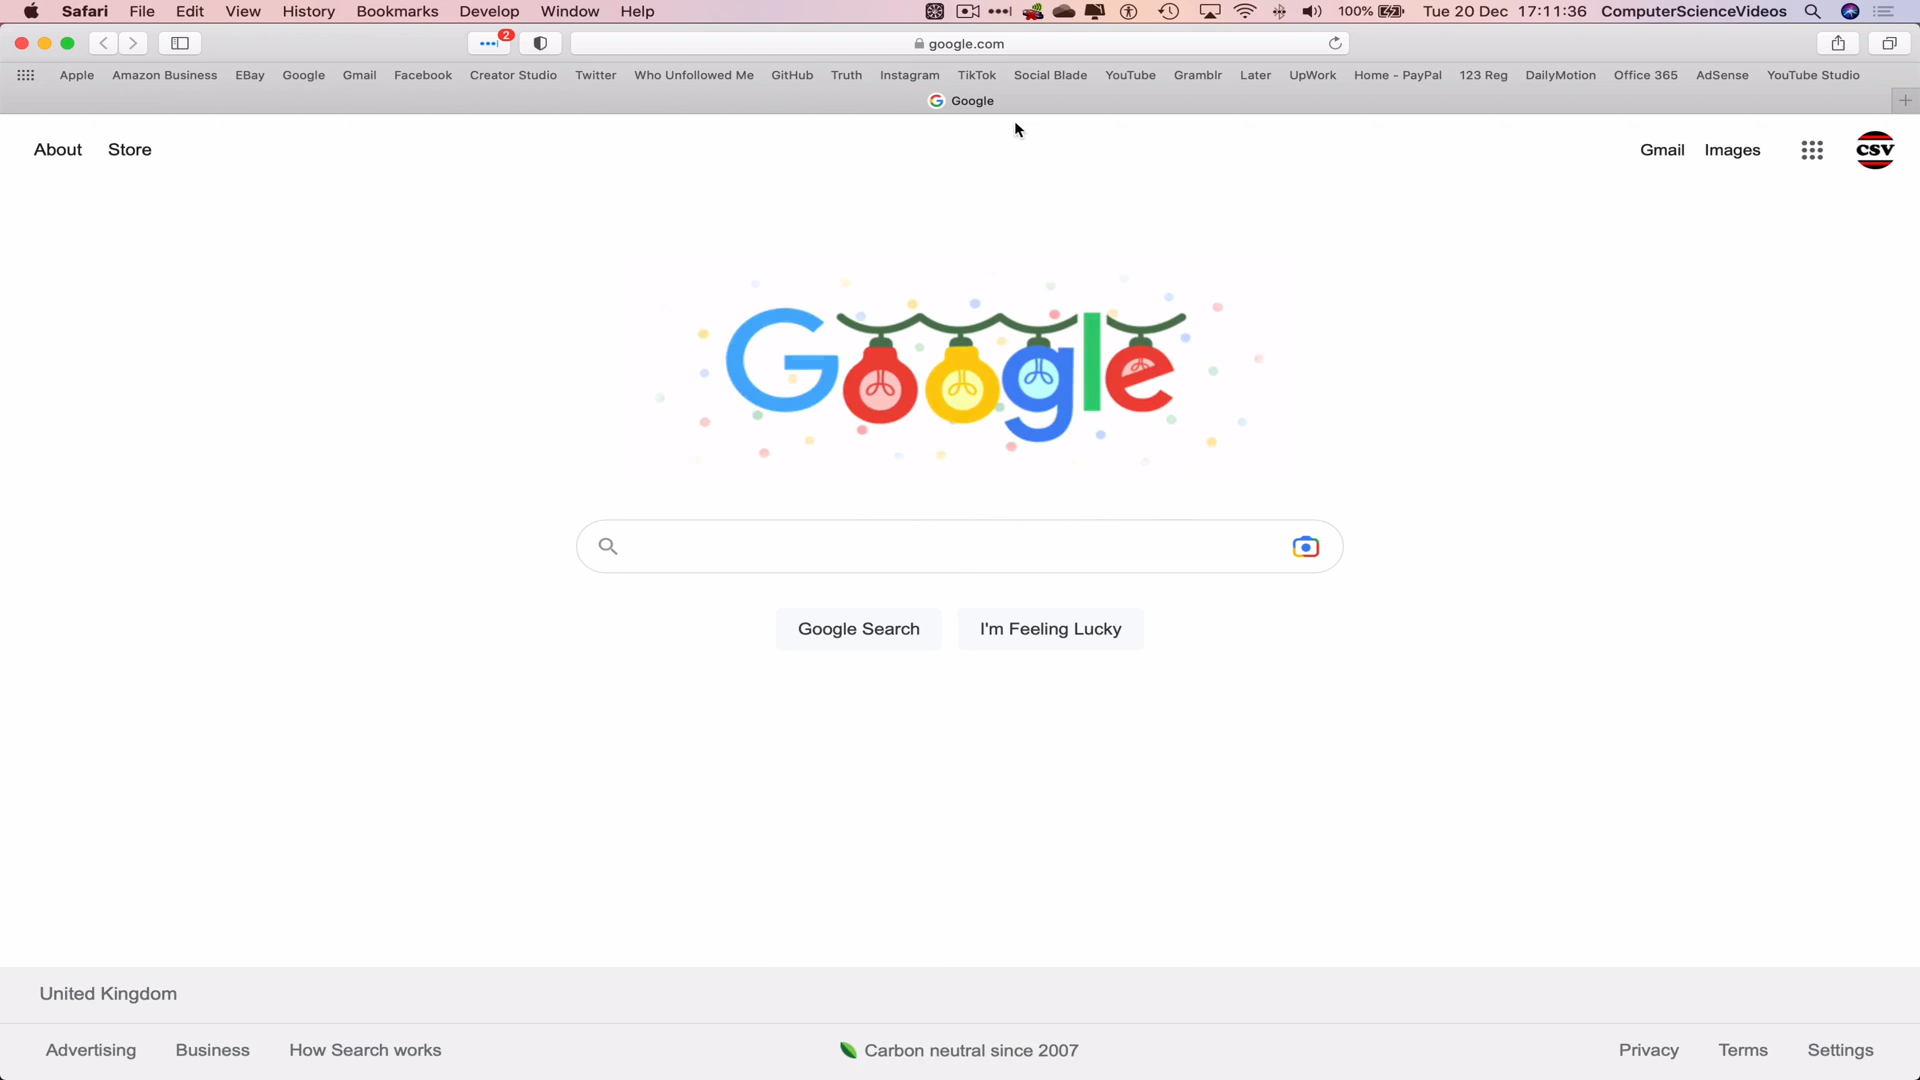 Safari File Edit View History Bookmarks Develop Window Help 100% Tue 20 Dec 17:11:36 ComputerScienceVideos
2 google.com
Apple Amazon Business EBay Google Gmail Facebook Creator Studio Twitter Who Unfollowed Me GitHub Truth Instagram TikTok Social Blade YouTube Gramblr Later UpWork Home - PayPal 123 Reg DailyMotion Office 365 AdSense YouTube Studio
Google
About Store Gmail Images CSV
Google
Google Search I'm Feeling Lucky
United Kingdom
Advertising Business How Search works Carbon neutral since 2007 Privacy Terms Settings